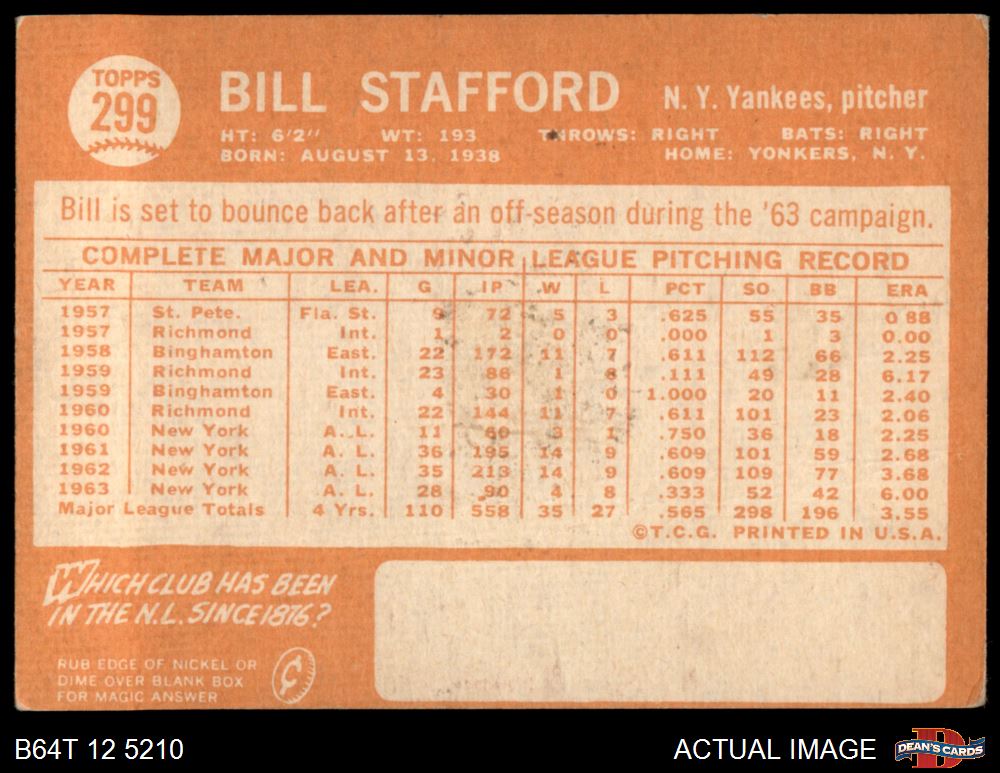 TOPPS
299
BILL STAFFORD N. Y. Yankees, pitcher
HT: 6'2" WT: 193 THROWS: RIGHT BATS: RIGHT
BORN: AUGUST 13, 1938 HOME: YONKERS, N. Y.
Bill is set to bounce back after an off-season during the '63 campaign.
COMPLETE MAJOR AND MINOR LEAGUE PITCHING RECORD
YEAR TEAM LEA. G IP W L PCT SO BB ERA
1957 St. Pete. Fla. St. 9 72 5 3 .625 55 35 0.88
1957 Richmond Int. 1 2 0 0 .000 1 3 0.00
1958 Binghamton East. 22 172 11 7 .611 112 66 2.25
1959 Richmond Int. 23 86 1 8 .111 49 28 6.17
1959 Binghamton East. 4 30 1 0 1.000 20 11 2.40
1960 Richmond Int. 22 144 11 7 .611 101 23 2.06
1960 New York A. L. 11 60 3 1 .750 36 18 2.25
1961 New York A. L. 36 195 14 9 .609 101 59 2.68
1962 New York A. L. 35 213 14 9 .609 109 77 3.68
1963 New York A. L. 28 90 4 8 .333 52 42 6.00
Major League Totals 4 Yrs. 110 558 35 27 .565 298 196 3.55
©T.C.G. PRINTED IN U.S.A.
WHICH CLUB HAS BEEN
IN THE N.L. SINCE 1876?
RUB EDGE OF NICKEL OR
DIME OVER BLANK BOX
FOR MAGIC ANSWER
¢
B64T 12 5210 ACTUAL IMAGE DEAN'S CARDS